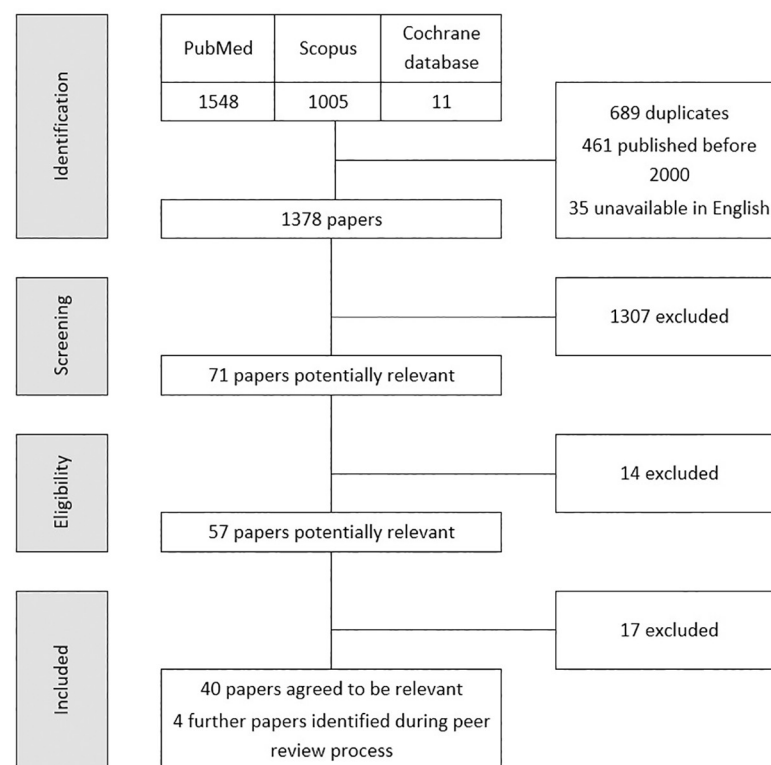 Identification
PubMed
Scopus
Cochrane
database
1548
1005
11
689 duplicates
461 published before
2000
35 unavailable in English
1378 papers
Screening
1307 excluded
71 papers potentially relevant
Eligibility
14 excluded
57 papers potentially relevant
Included
17 excluded
40 papers agreed to be relevant
4 further papers identified during peer
review process